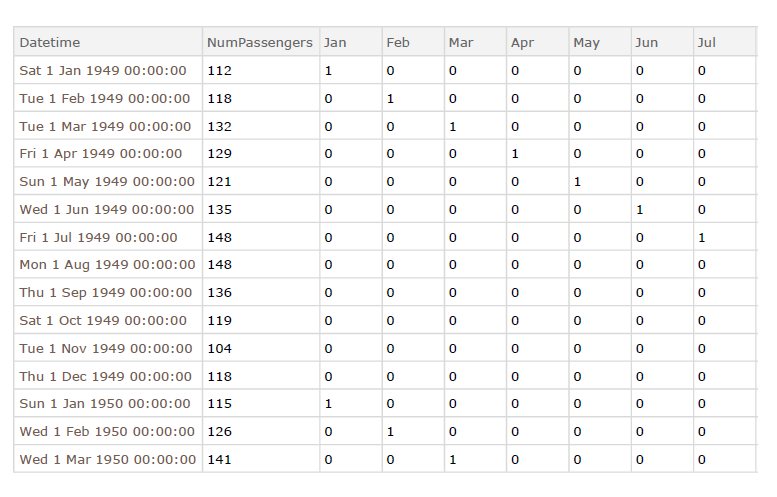 Datetime NumPassengers Jan Feb Mar Apr May Jun Jul
Sat 1 Jan 1949 00:00:00 112 1 0 0 0 0 0 0
Tue 1 Feb 1949 00:00:00 118 0 1 0 0 0 0 0
Tue 1 Mar 1949 00:00:00 132 0 0 1 0 0 0 0
Fri 1 Apr 1949 00:00:00 129 0 0 0 1 0 0 0
Sun 1 May 1949 00:00:00 121 0 0 0 0 1 0 0
Wed 1 Jun 1949 00:00:00 135 0 0 0 0 0 1 0
Fri 1 Jul 1949 00:00:00 148 0 0 0 0 0 0 1
Mon 1 Aug 1949 00:00:00 148 0 0 0 0 0 0 0
Thu 1 Sep 1949 00:00:00 136 0 0 0 0 0 0 0
Sat 1 Oct 1949 00:00:00 119 0 0 0 0 0 0 0
Tue 1 Nov 1949 00:00:00 104 0 0 0 0 0 0 0
Thu 1 Dec 1949 00:00:00 118 0 0 0 0 0 0 0
Sun 1 Jan 1950 00:00:00 115 1 0 0 0 0 0 0
Wed 1 Feb 1950 00:00:00 126 0 1 0 0 0 0 0
Wed 1 Mar 1950 00:00:00 141 0 0 1 0 0 0 0